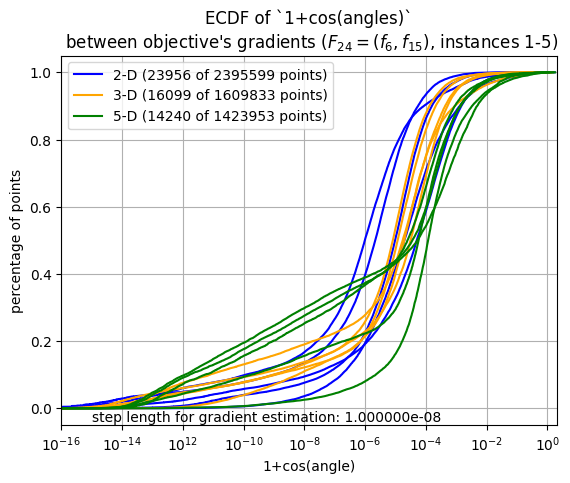 ECDF of `1+cos(angles)`
between objective's gradients (F₂₄ = (f₆, f₁₅), instances 1-5)
2-D (23956 of 2395599 points)
3-D (16099 of 1609833 points)
5-D (14240 of 1423953 points)
percentage of points
1.0
0.8
0.6
0.4
0.2
0.0
step length for gradient estimation: 1.000000e-08
10⁻¹⁶ 10⁻¹⁴ 10⁻¹² 10⁻¹⁰ 10⁻⁸ 10⁻⁶ 10⁻⁴ 10⁻² 10⁰
1+cos(angle)